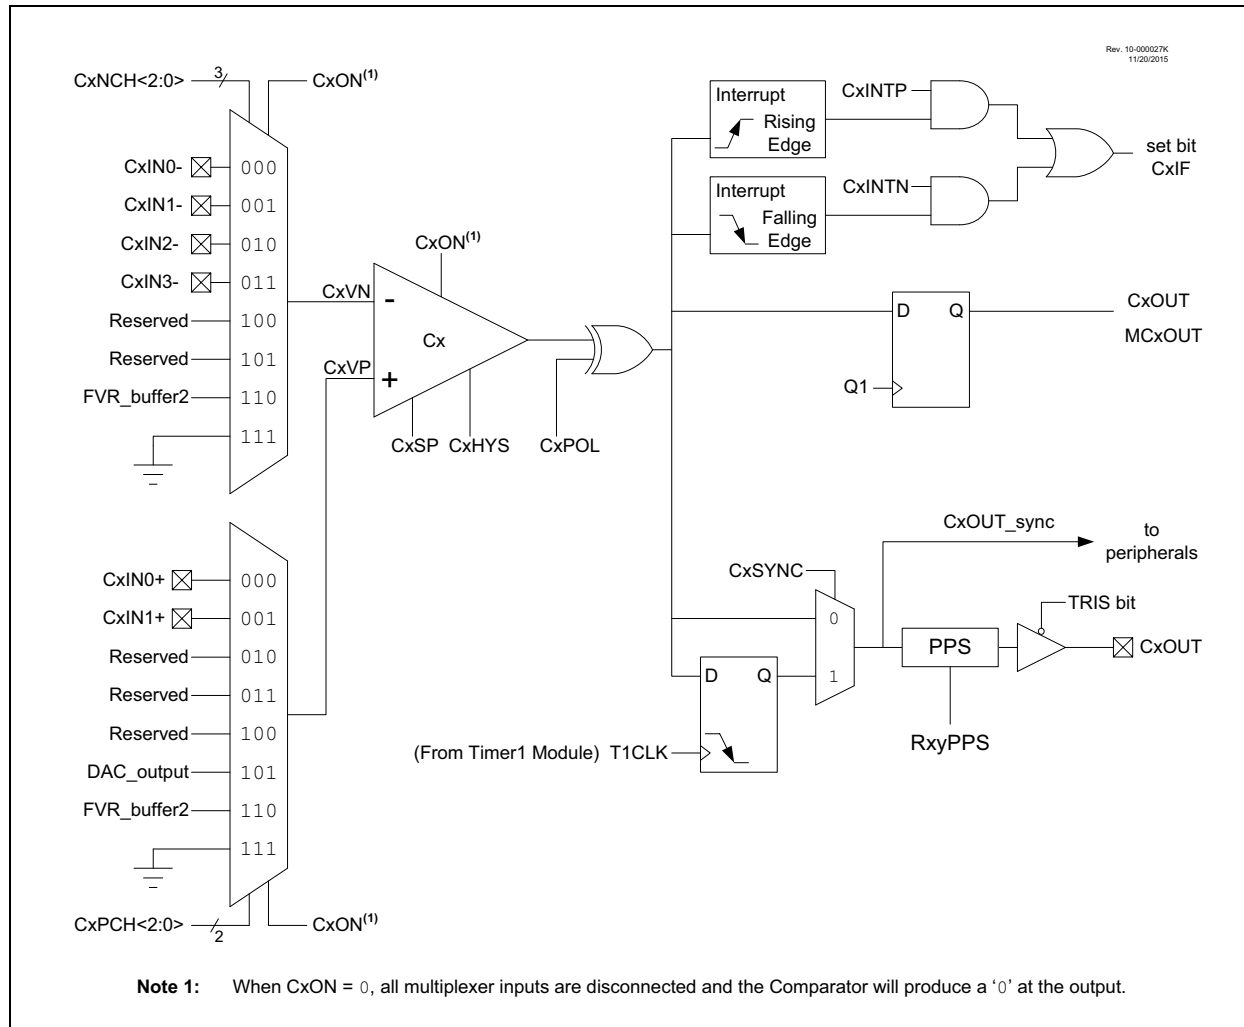 Rev. 10-000027K
11/20/2015
CxNCH<2:0>
3
CxON(1)
CxIN0-
000
CxIN1-
001
CxIN2-
010
CxIN3-
011
Reserved
100
Reserved
101
FVR_buffer2
110
111
CxVN
CxVP
CxON(1)
-
Cx
+
CxSP
CxHYS
CxPOL
Interrupt
Rising
Edge
CxINTP
Interrupt
Falling
Edge
CxINTN
set bit
CxIF
D
Q
Q1
CxOUT
MCxOUT
CxIN0+
000
CxIN1+
001
Reserved
010
Reserved
011
Reserved
100
DAC_output
101
FVR_buffer2
110
111
CxPCH<2:0>
2
CxON(1)
CxOUT_sync
to
peripherals
CxSYNC
0
1
D
Q
(From Timer1 Module) T1CLK
PPS
RxyPPS
TRIS bit
CxOUT
Note 1: When CxON = 0, all multiplexer inputs are disconnected and the Comparator will produce a ‘0’ at the output.